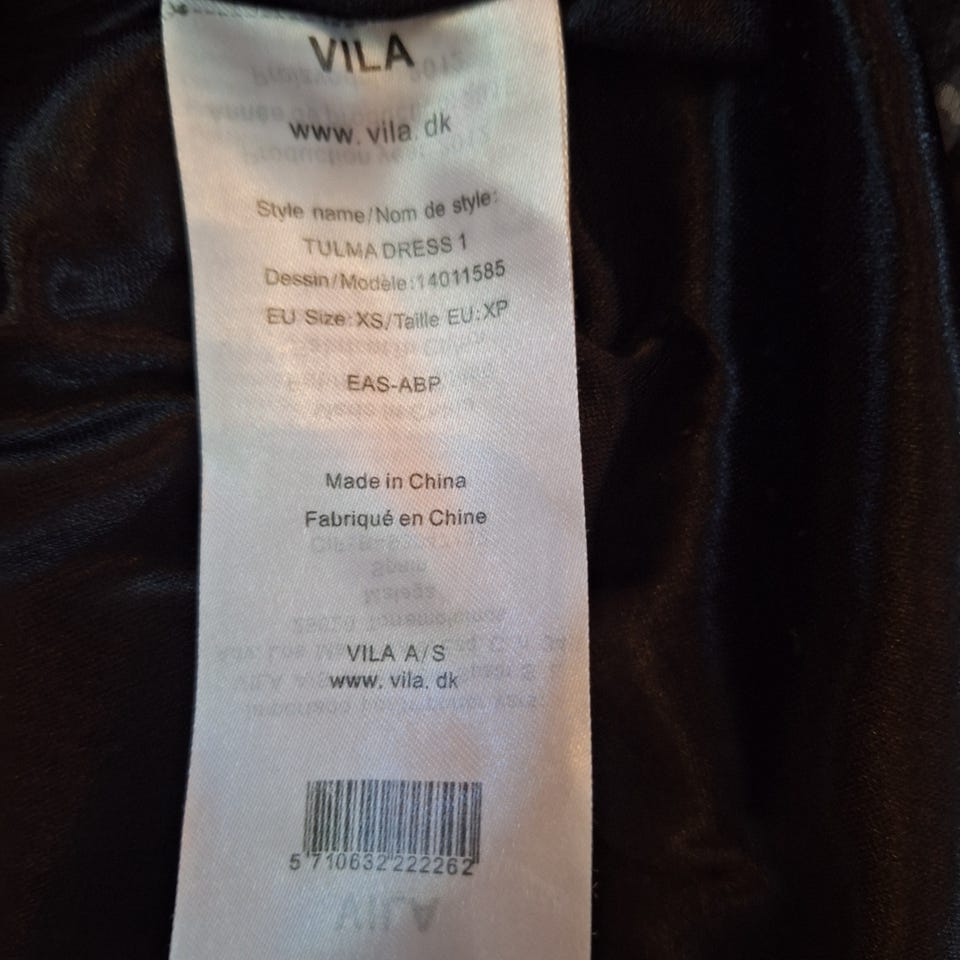 VILA
www.vila.dk
Style name/Nom de style:
TULMA DRESS 1
Dessin/Modèle:14011585
EU Size:XS/Taille EU:XP
EAS-ABP
Made in China
Fabriqué en Chine
VILA A/S
www.vila.dk
5 710632 222262
VILA